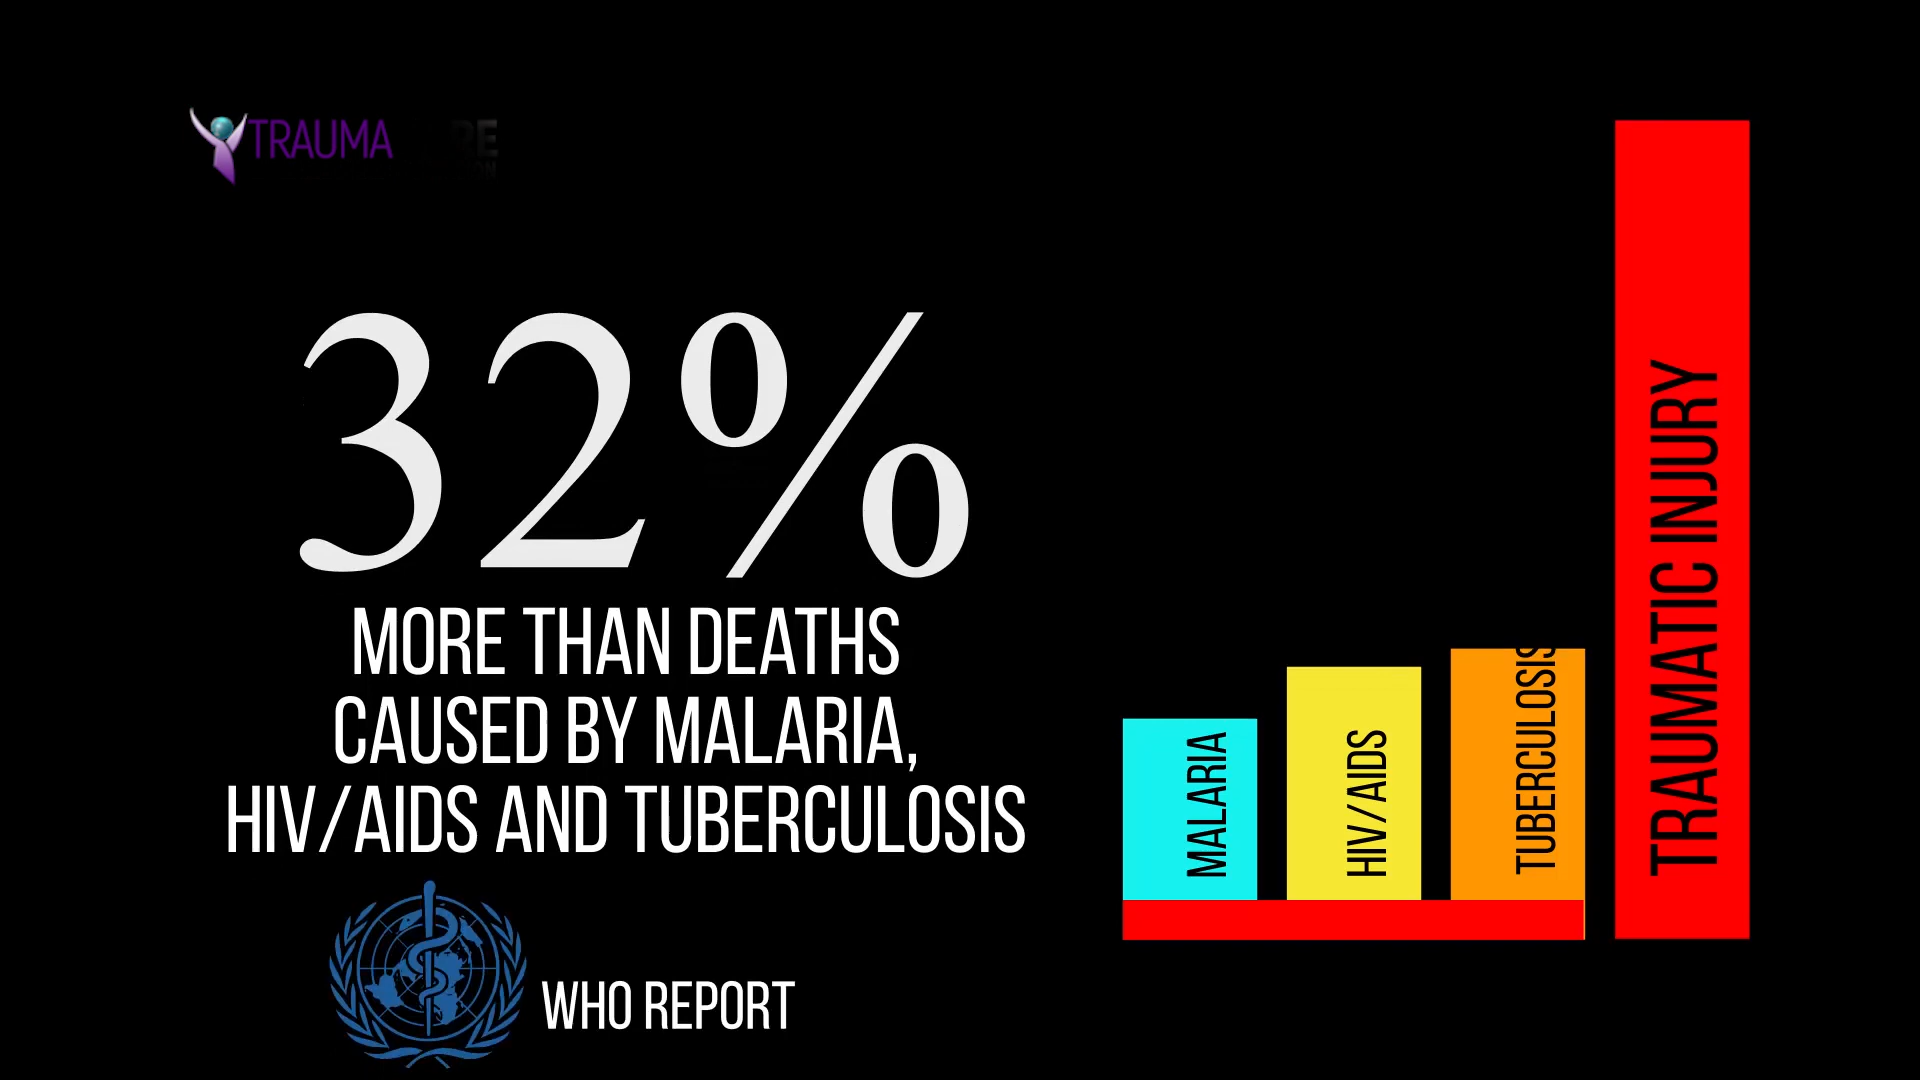 TRAUMA
32%
MORE THAN DEATHS
CAUSED BY MALARIA,
HIV/AIDS AND TUBERCULOSIS
WHO REPORT
MALARIA
HIV/AIDS
TUBERCULOSIS
TRAUMATIC INJURY